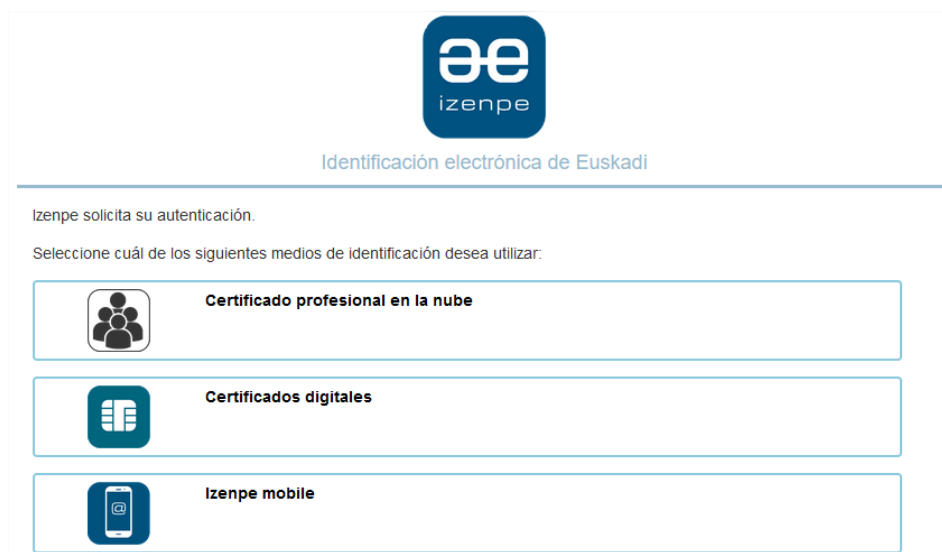 əe
izenpe
Identificación electrónica de Euskadi
Izenpe solicita su autenticación.
Seleccione cuál de los siguientes medios de identificación desea utilizar:
Certificado profesional en la nube
Certificados digitales
Izenpe mobile
@